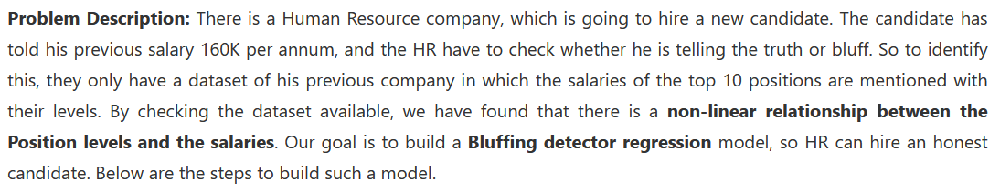 Problem Description: There is a Human Resource company, which is going to hire a new candidate. The candidate has
told his previous salary 160K per annum, and the HR have to check whether he is telling the truth or bluff. So to identify
this, they only have a dataset of his previous company in which the salaries of the top 10 positions are mentioned with
their levels. By checking the dataset available, we have found that there is a non-linear relationship between the
Position levels and the salaries. Our goal is to build a Bluffing detector regression model, so HR can hire an honest
candidate. Below are the steps to build such a model.